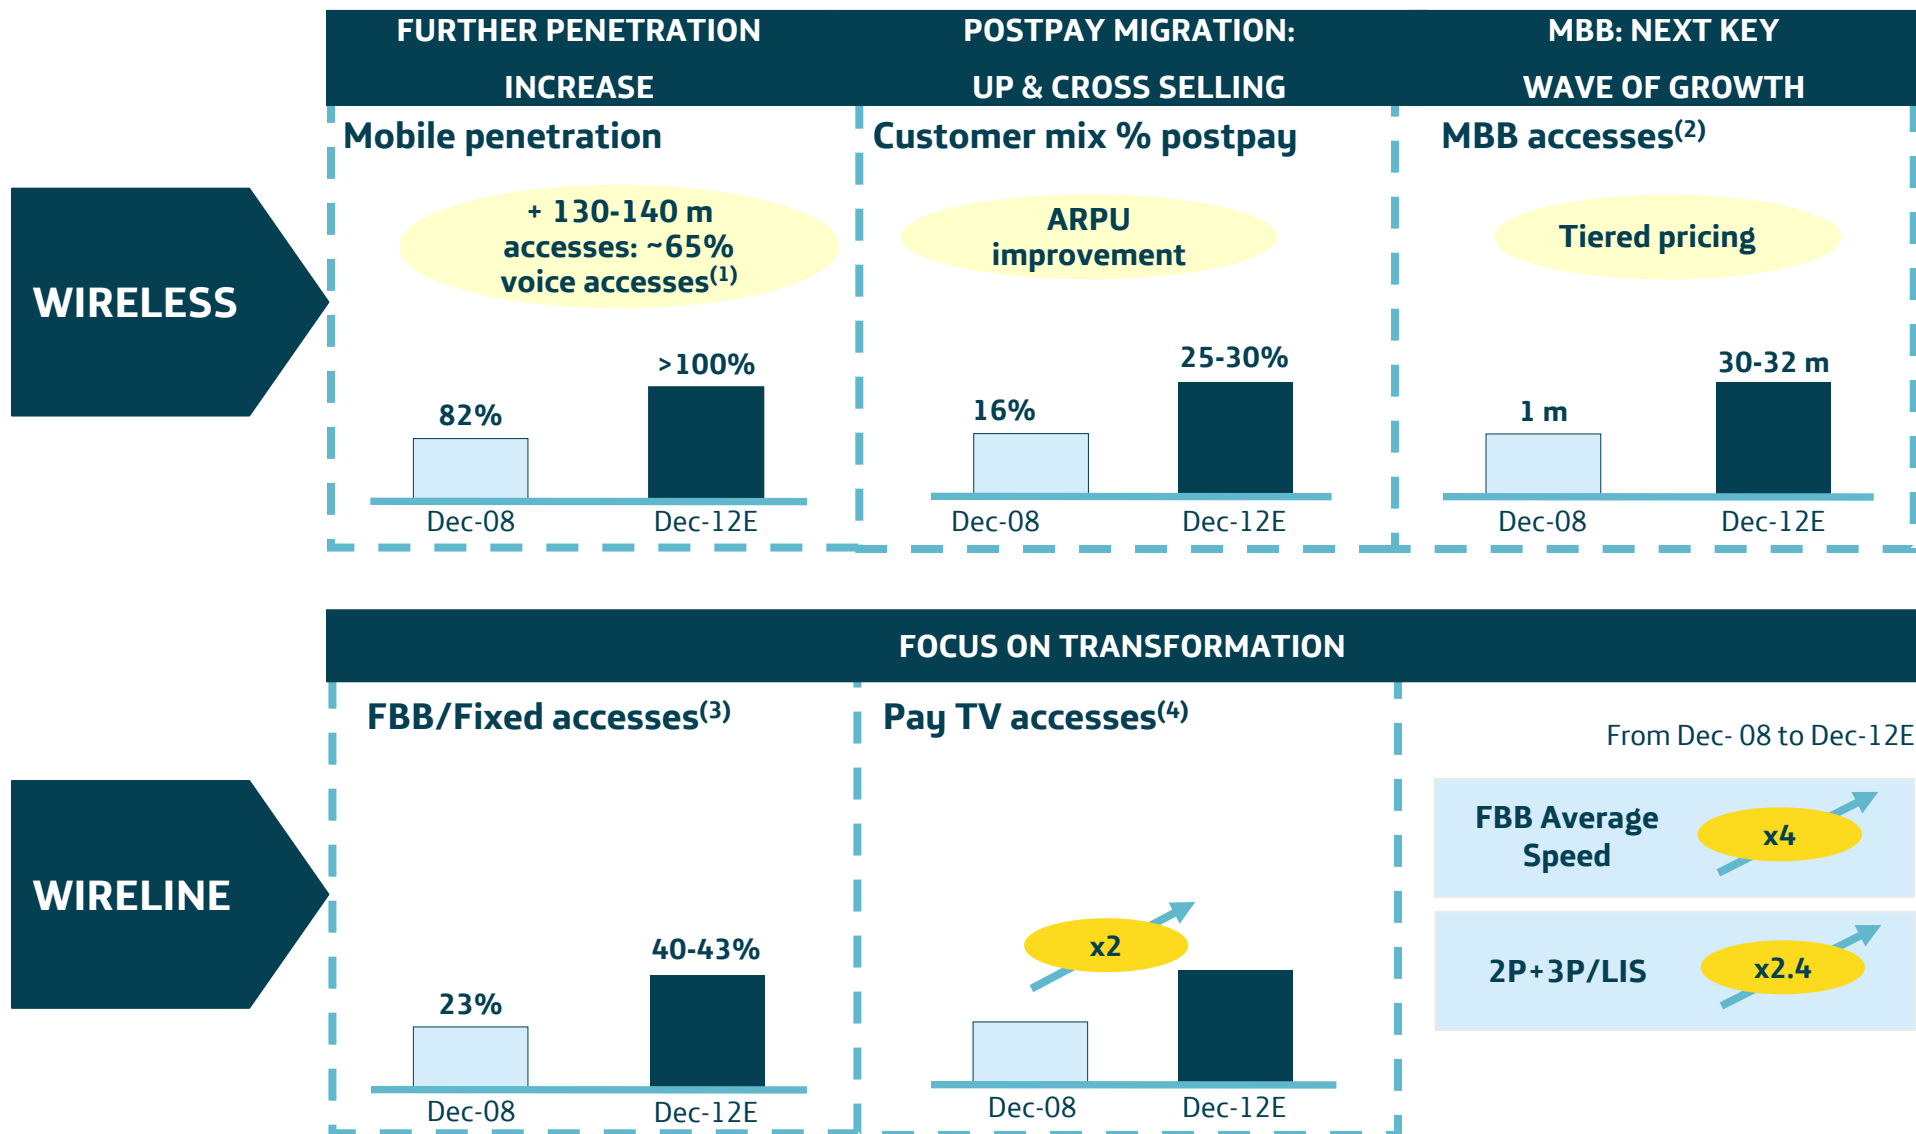 FURTHER PENETRATION
INCREASE
POSTPAY MIGRATION:
UP & CROSS SELLING
MBB: NEXT KEY
WAVE OF GROWTH
WIRELESS
Mobile penetration
+ 130-140 m
accesses: ~65%
voice accesses(1)
82%
>100%
Dec-08
Dec-12E
Customer mix % postpay
ARPU
improvement
16%
25-30%
Dec-08
Dec-12E
MBB accesses(2)
Tiered pricing
1 m
30-32 m
Dec-08
Dec-12E
FOCUS ON TRANSFORMATION
WIRELINE
FBB/Fixed accesses(3)
23%
40-43%
Dec-08
Dec-12E
Pay TV accesses(4)
x2
Dec-08
Dec-12E
From Dec- 08 to Dec-12E
FBB Average
Speed
x4
2P+3P/LIS
x2.4